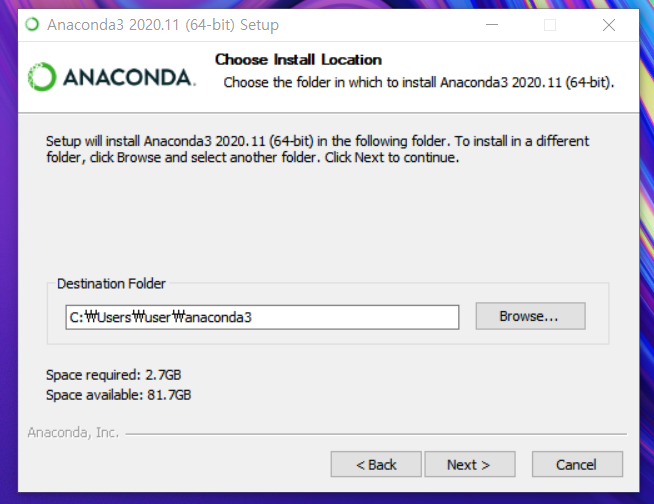 Anaconda3 2020.11 (64-bit) Setup
ANACONDA.
Choose Install Location
Choose the folder in which to install Anaconda3 2020.11 (64-bit).
Setup will install Anaconda3 2020.11 (64-bit) in the following folder. To install in a different
folder, click Browse and select another folder. Click Next to continue.
Destination Folder
C:₩Users₩user₩anaconda3
Browse...
Space required: 2.7GB
Space available: 81.7GB
Anaconda, Inc.
< Back
Next >
Cancel